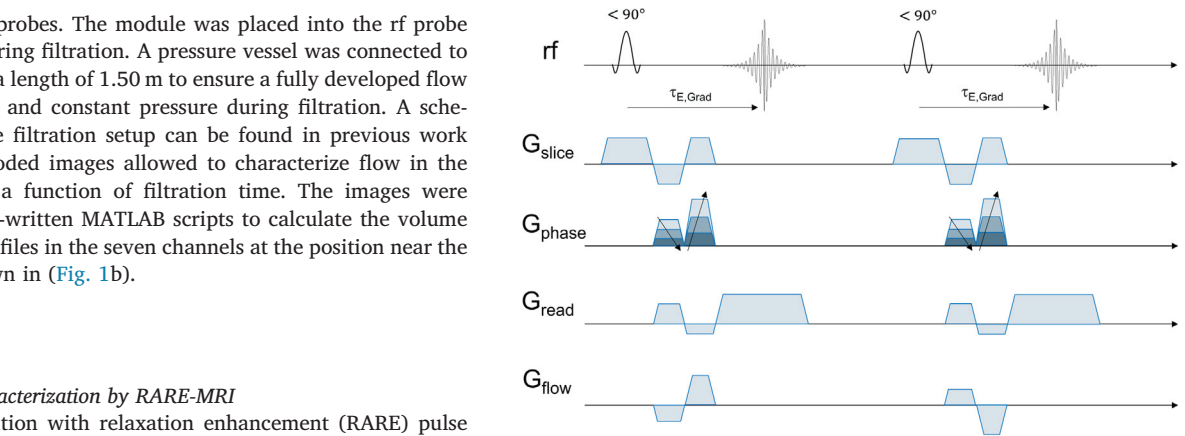 probes. The module was placed into the rf probe
ring filtration. A pressure vessel was connected to
a length of 1.50 m to ensure a fully developed flow
and constant pressure during filtration. A sche-
e filtration setup can be found in previous work
oded images allowed to characterize flow in the
a function of filtration time. The images were
-written MATLAB scripts to calculate the volume
files in the seven channels at the position near the
wn in (Fig. 1b).
acterization by RARE-MRI
tion with relaxation enhancement (RARE) pulse
< 90° < 90°
rf
τE,Grad τE,Grad
Gslice
Gphase
Gread
Gflow